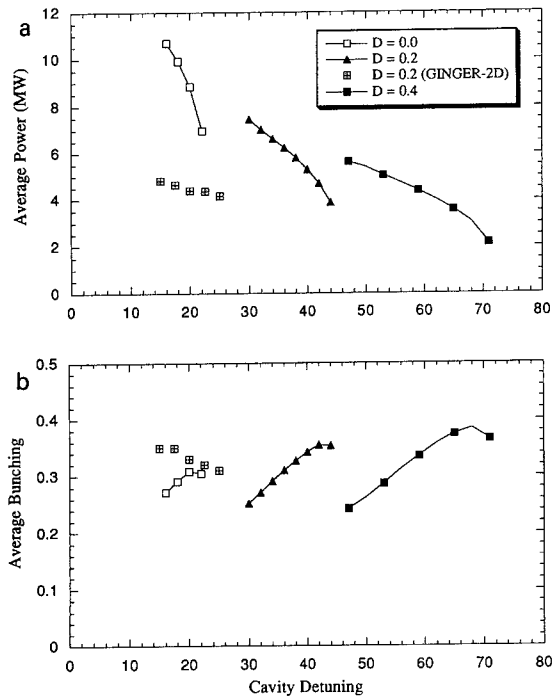 a
12
10
8
6
4
2
0
Average Power (MW)
D = 0.0
D = 0.2
D = 0.2 (GINGER-2D)
D = 0.4
0 10 20 30 40 50 60 70 80
b
0.5
0.4
0.3
0.2
0.1
0
Average Bunching
0 10 20 30 40 50 60 70 80
Cavity Detuning